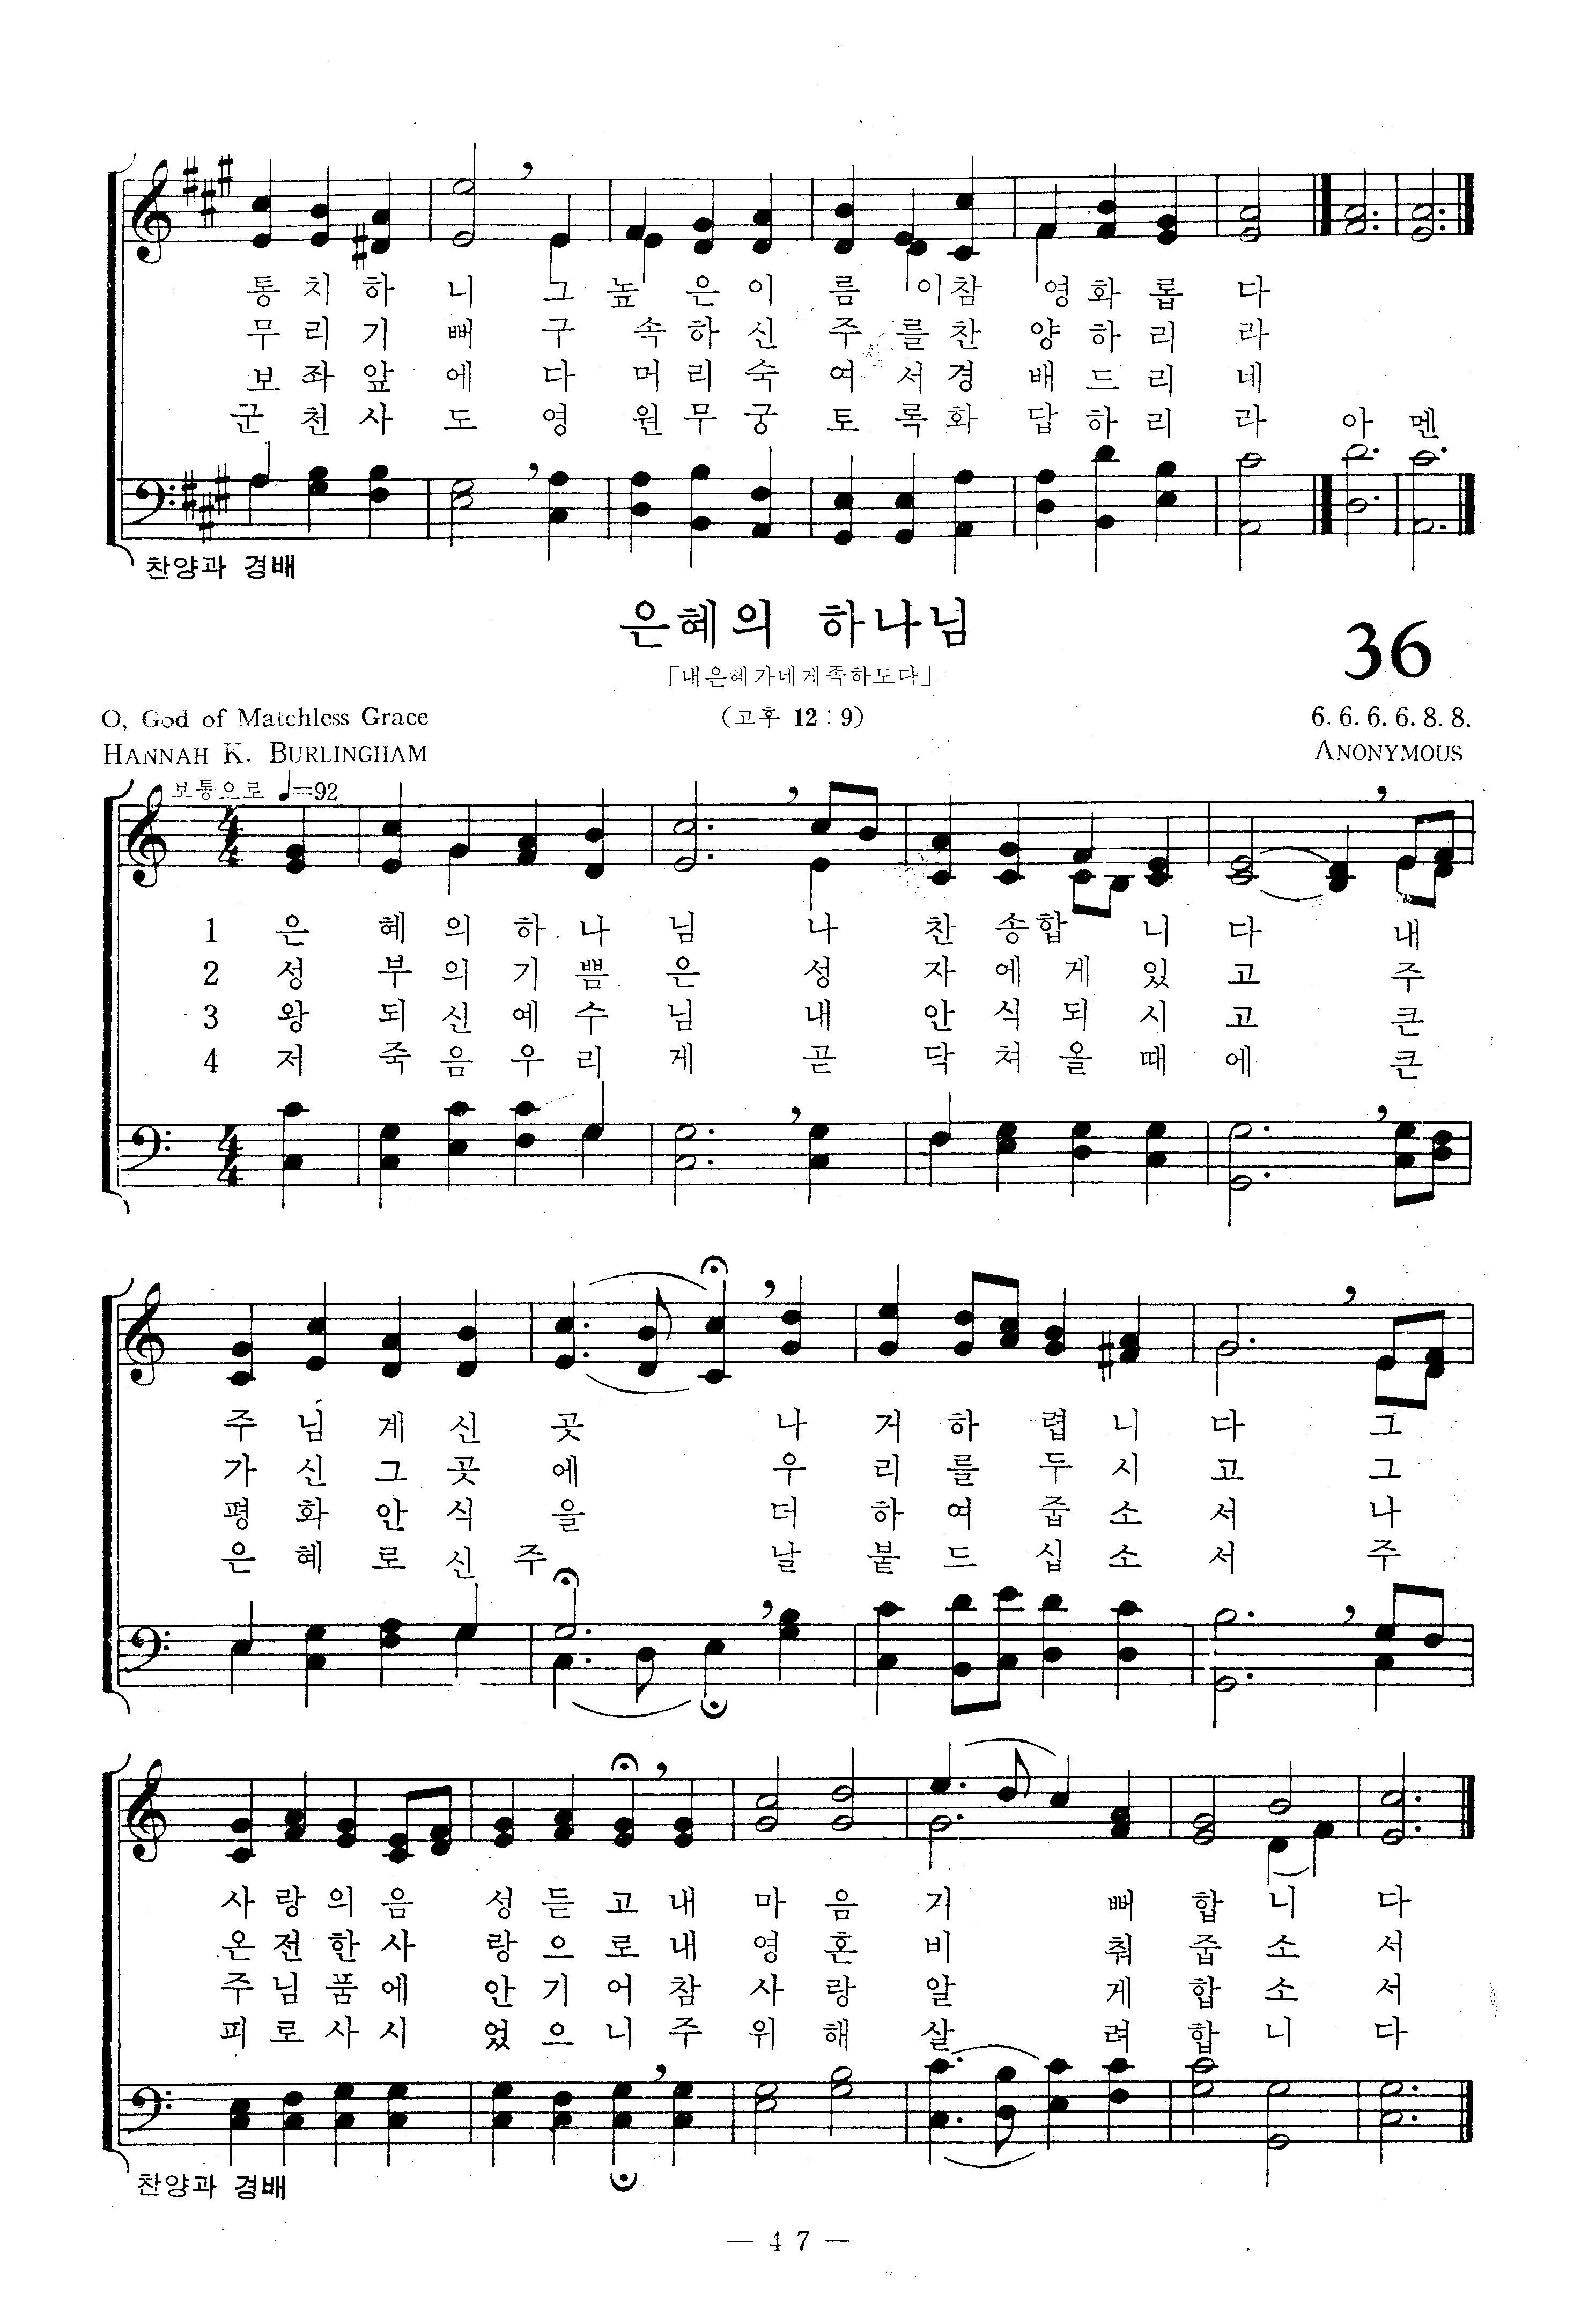 통 치 하 니 그 높 은 이 름 이 참 영 화 롭 다
무 리 기 뻐 구 속 하 신 주 를 찬 양 하 리 라
보 좌 앞 에 다 머 리 숙 여 서 경 배 드 리 네
군 천 사 도 영 원 무 궁 토 록 화 답 하 리 라 아 멘
찬양과 경배
은혜의 하나님
36
「내은혜가네게족하도다」
O, God of Matchless Grace (고후 12 : 9) 6. 6. 6. 6. 8. 8.
HANNAH K. BURLINGHAM ANONYMOUS
보통으로 ♩=92
1 은 혜 의 하 나 님 나 찬 송 합 니 다 내
2 성 부 의 기 쁨 은 성 자 에 게 있 고 주
3 왕 되 신 예 수 님 내 안 식 되 시 고 큰
4 저 죽 음 우 리 게 곧 닥 쳐 올 때 에 큰
주 님 계 신 곳 나 거 하 렵 니 다 그
가 신 그 곳 에 우 리 를 두 시 고 그
평 화 안 식 을 더 하 여 줍 소 서 나
은 혜 로 신 주 날 붙 드 십 소 서 주
사 랑 의 음 성 듣 고 내 마 음 기 뻐 합 니 다
온 전 한 사 랑 으 로 내 영 혼 비 춰 줍 소 서
주 님 품 에 안 기 어 참 사 랑 알 게 합 소 서
피 로 사 시 었 으 니 주 위 해 살 려 합 니 다
찬양과 경배
— 4 7 —